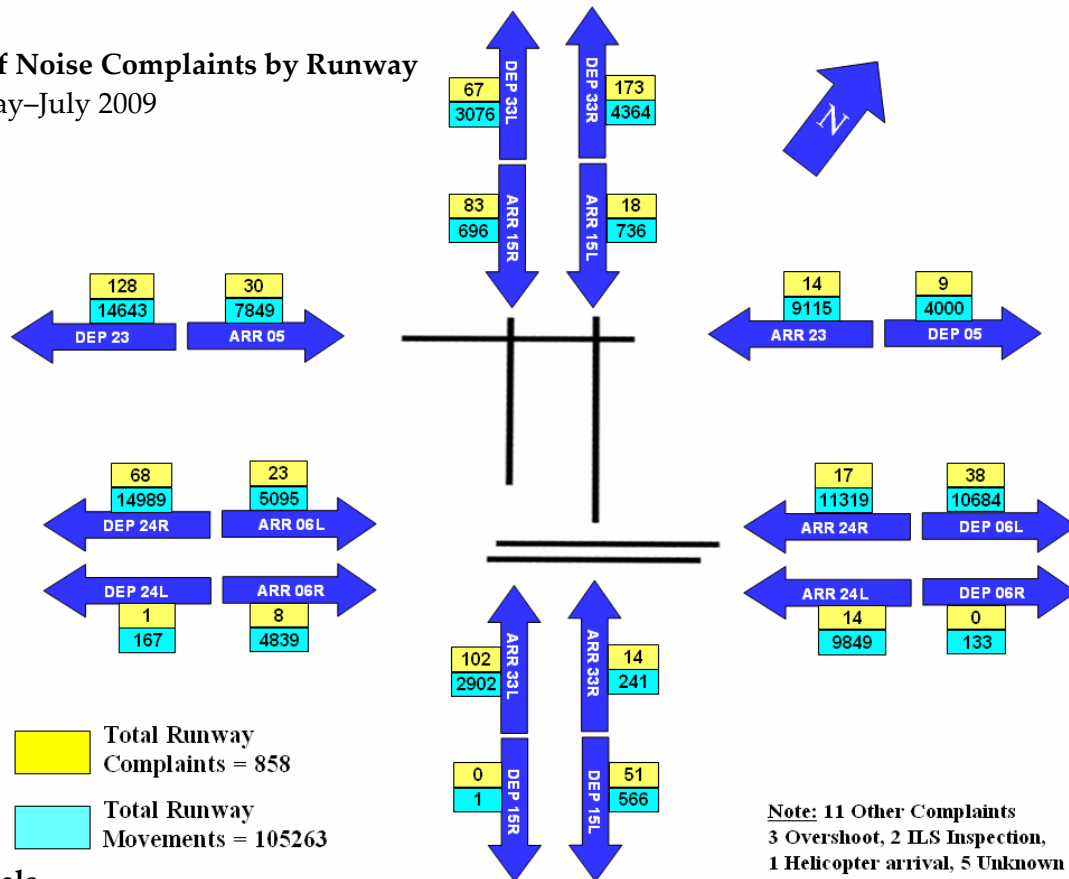 f Noise Complaints by Runway
ay–July 2009
N
67
3076
DEP 33L
DEP 33R
173
4364
83
696
ARR 15R
ARR 15L
18
736
128
14643
DEP 23
30
7849
ARR 05
14
9115
ARR 23
9
4000
DEP 05
68
14989
DEP 24R
23
5095
ARR 06L
17
11319
ARR 24R
38
10684
DEP 06L
DEP 24L
1
167
ARR 06R
8
4839
ARR 24L
14
9849
DEP 06R
0
133
102
2902
ARR 33L
ARR 33R
14
241
0
1
DEP 15R
DEP 15L
51
566
Total Runway
Complaints = 858
Total Runway
Movements = 105263
Note: 11 Other Complaints
3 Overshoot, 2 ILS Inspection,
1 Helicopter arrival, 5 Unknown